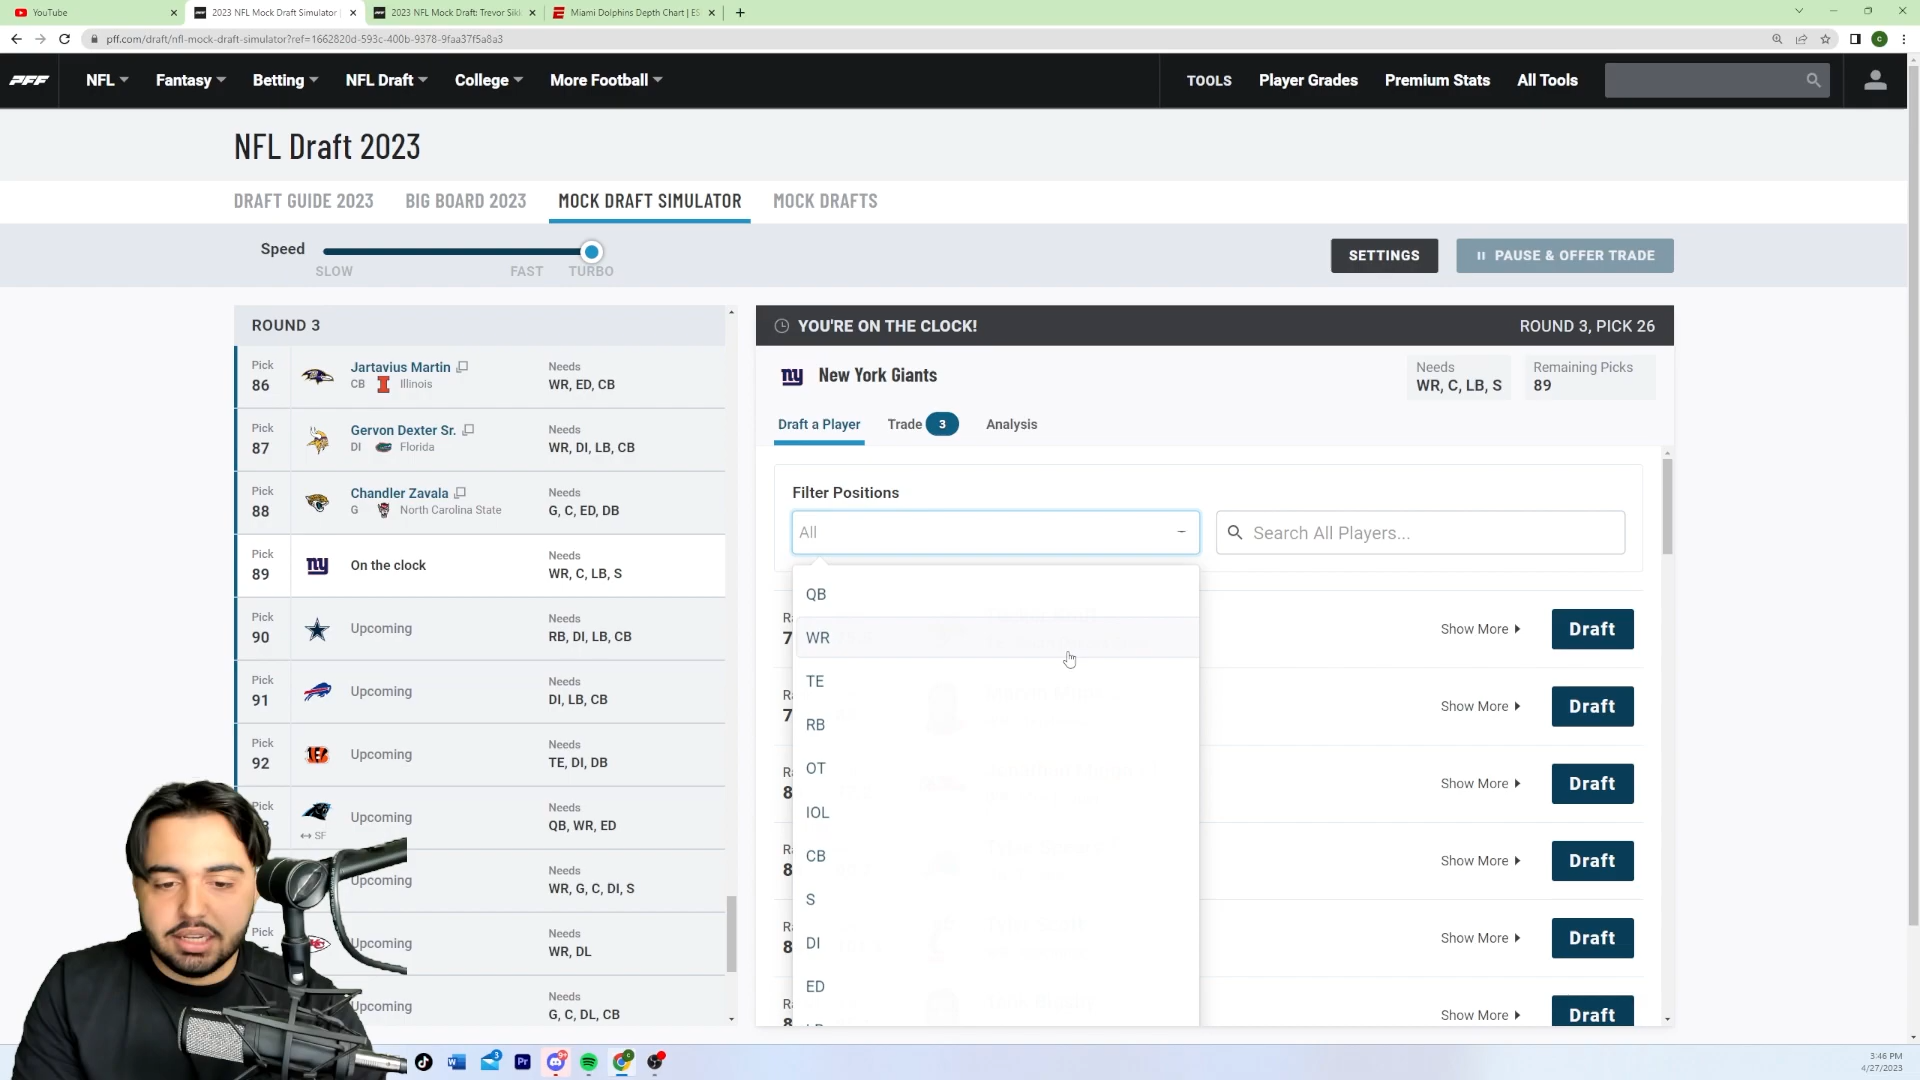 YouTube
2023 NFL Mock Draft Simulator |
2023 NFL Mock Draft: Trevor Sikk
Miami Dolphins Depth Chart | ES
pff.com/draft/nfl-mock-draft-simulator?ref=1662820d-593c-400b-9378-9faa37f5a8a3
PFF
NFL
Fantasy
Betting
NFL Draft
College
More Football
TOOLS
Player Grades
Premium Stats
All Tools
NFL Draft 2023
DRAFT GUIDE 2023
BIG BOARD 2023
MOCK DRAFT SIMULATOR
MOCK DRAFTS
Speed
SLOW
FAST
TURBO
SETTINGS
PAUSE & OFFER TRADE
ROUND 3
Pick
86
Jartavius Martin
CB
Illinois
Needs
WR, ED, CB
Pick
87
Gervon Dexter Sr.
DI
Florida
Needs
WR, DI, LB, CB
Pick
88
Chandler Zavala
G
North Carolina State
Needs
G, C, ED, DB
Pick
89
ny
On the clock
Needs
WR, C, LB, S
Pick
90
Upcoming
Needs
RB, DI, LB, CB
Pick
91
Upcoming
Needs
DI, LB, CB
Pick
92
Upcoming
Needs
TE, DI, DB
Pick
SF
Upcoming
Needs
QB, WR, ED
Upcoming
Needs
WR, G, C, DI, S
Pick
Upcoming
Needs
WR, DL
Upcoming
Needs
G, C, DL, CB
YOU'RE ON THE CLOCK!
ROUND 3, PICK 26
ny
New York Giants
Needs
WR, C, LB, S
Remaining Picks
89
Draft a Player
Trade 3
Analysis
Filter Positions
All
Search All Players...
QB
WR
TE
RB
OT
IOL
CB
S
DI
ED
Show More
Draft
Show More
Draft
Show More
Draft
Show More
Draft
Show More
Draft
Show More
Draft
3:46 PM
4/27/2023